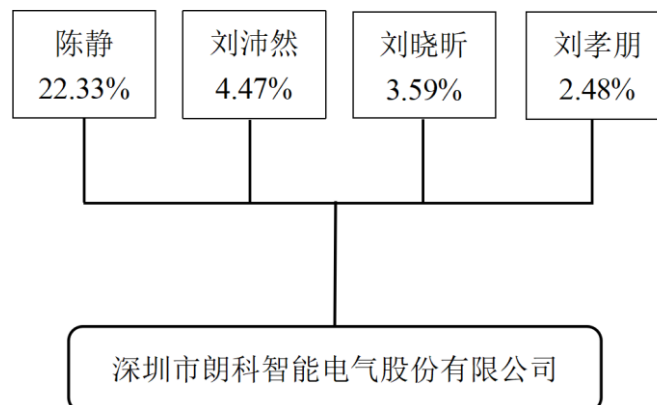 陈静
22.33%
刘沛然
4.47%
刘晓昕
3.59%
刘孝朋
2.48%
深圳市朗科智能电气股份有限公司